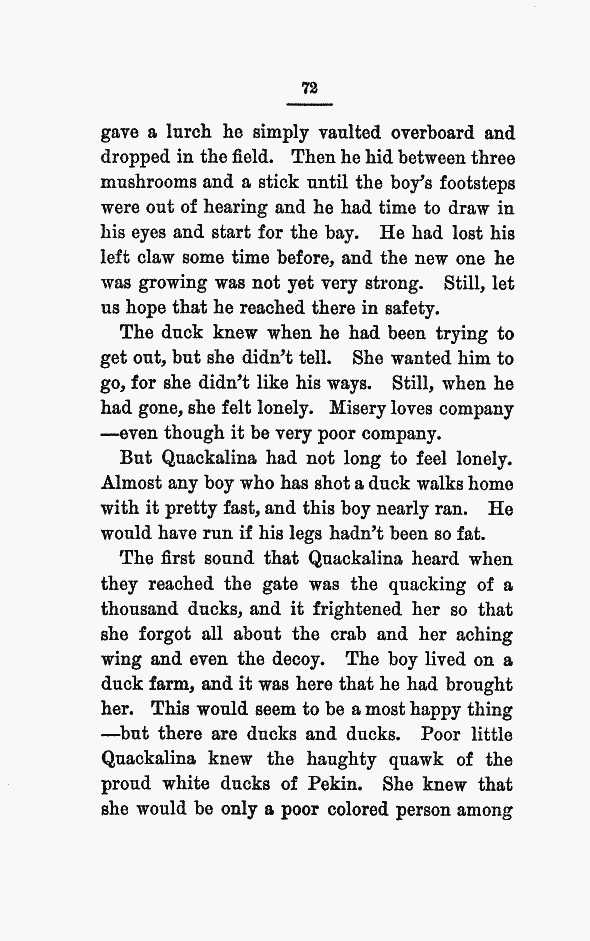 72
gave a lurch he simply vaulted overboard and
dropped in the field. Then he hid between three
mushrooms and a stick until the boy's footsteps
were out of hearing and he had time to draw in
his eyes and start for the bay. He had lost his
left claw some time before, and the new one he
was growing was not yet very strong. Still, let
us hope that he reached there in safety.
The duck knew when he had been trying to
get out, but she didn't tell. She wanted him to
go, for she didn't like his ways. Still, when he
had gone, she felt lonely. Misery loves company
—even though it be very poor company.
But Quackalina had not long to feel lonely.
Almost any boy who has shot a duck walks home
with it pretty fast, and this boy nearly ran. He
would have run if his legs hadn't been so fat.
The first sound that Quackalina heard when
they reached the gate was the quacking of a
thousand ducks, and it frightened her so that
she forgot all about the crab and her aching
wing and even the decoy. The boy lived on a
duck farm, and it was here that he had brought
her. This would seem to be a most happy thing
—but there are ducks and ducks. Poor little
Quackalina knew the haughty quawk of the
proud white ducks of Pekin. She knew that
she would be only a poor colored person among